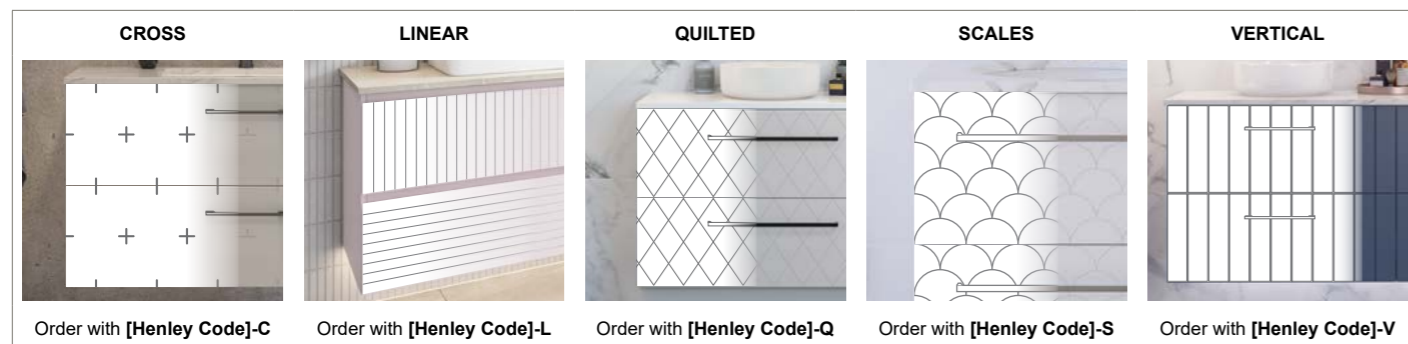 CROSS
LINEAR
QUILTED
SCALES
VERTICAL
Order with [Henley Code]-C
Order with [Henley Code]-L
Order with [Henley Code]-Q
Order with [Henley Code]-S
Order with [Henley Code]-V